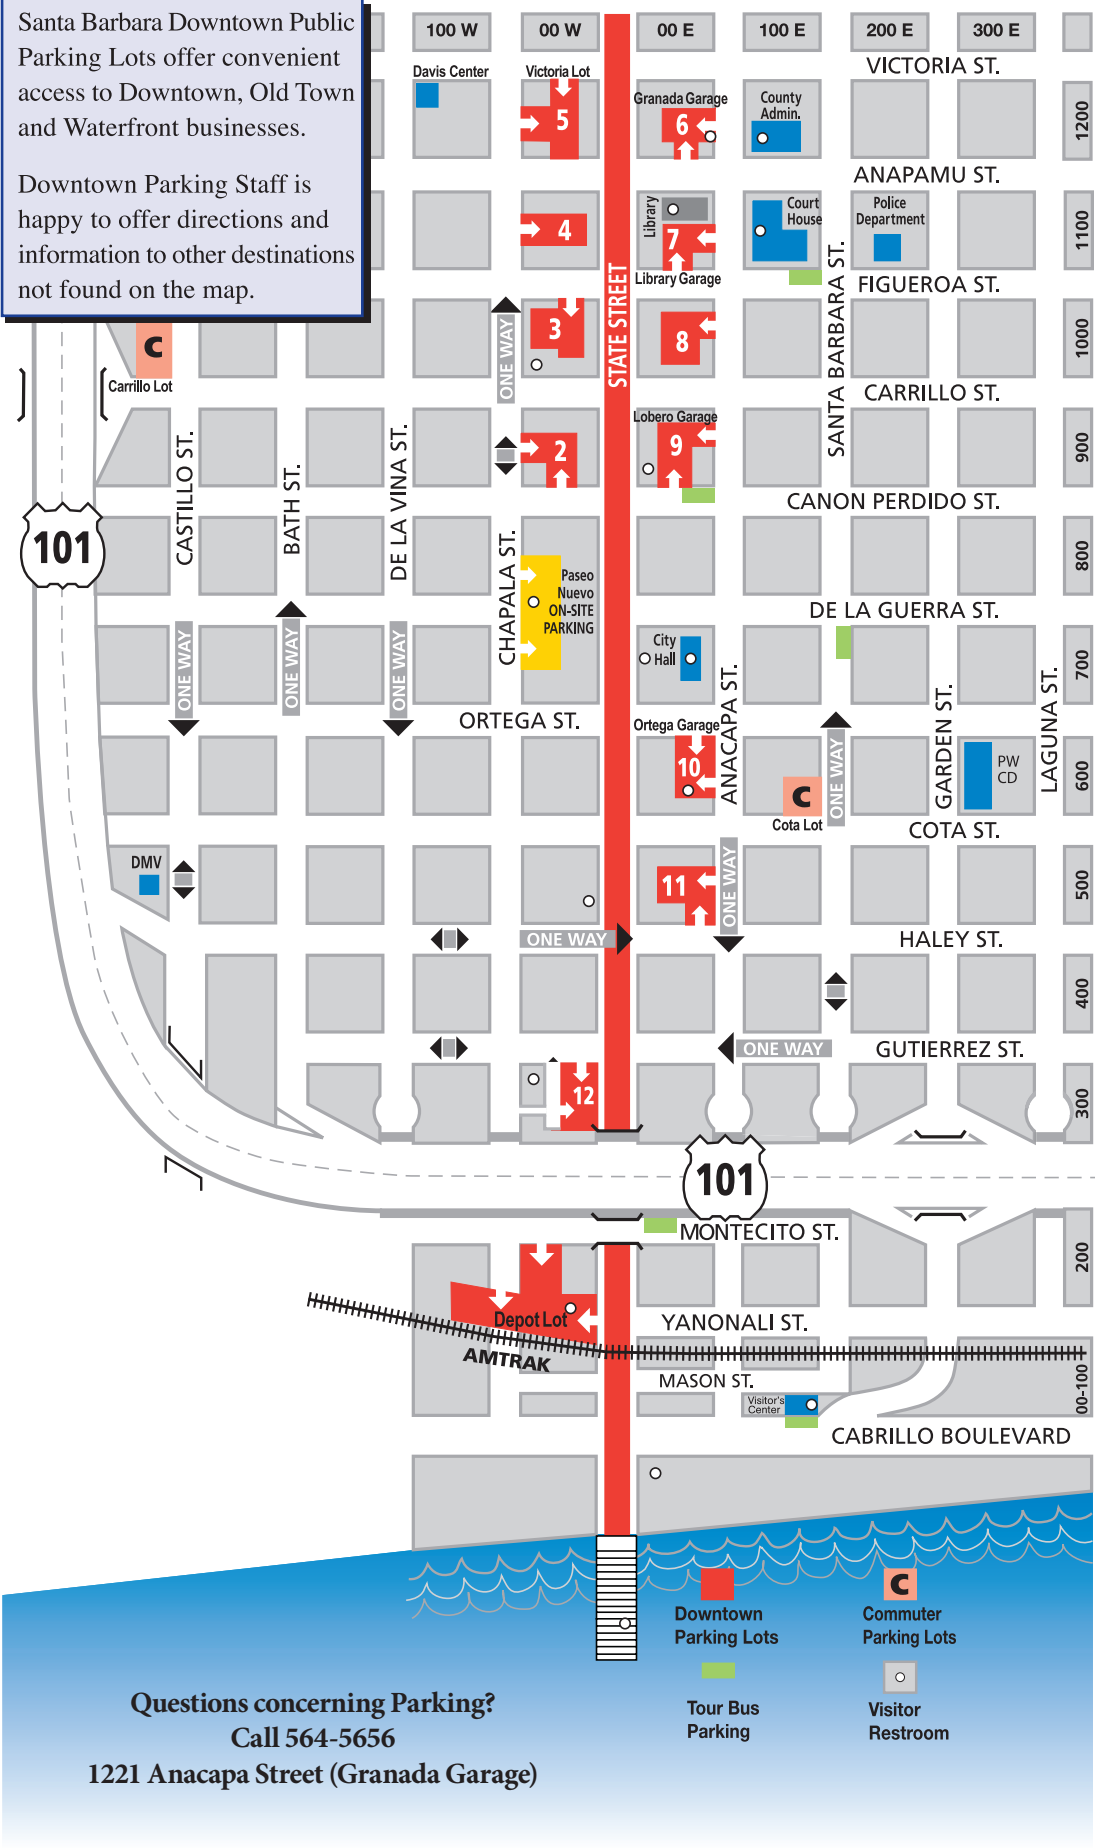 Santa Barbara Downtown Public
Parking Lots offer convenient
access to Downtown, Old Town
and Waterfront businesses.
Downtown Parking Staff is
happy to offer directions and
information to other destinations
not found on the map.
100 W
00 W
00 E
100 E
200 E
300 E
VICTORIA ST.
Davis Center
Victoria Lot
5
Granada Garage
6
County
Admin.
1200
ANAPAMU ST.
4
Library
7
Library Garage
Court
House
Police
Department
1100
FIGUEROA ST.
STATE STREET
SANTA BARBARA ST.
C
Carrillo Lot
ONE WAY
3
8
1000
CARRILLO ST.
CASTILLO ST.
BATH ST.
DE LA VINA ST.
2
Lobero Garage
9
900
CANON PERDIDO ST.
101
CHAPALA ST.
Paseo
Nuevo
ON-SITE
PARKING
800
DE LA GUERRA ST.
ONE WAY
ONE WAY
ONE WAY
City
Hall
ANACAPA ST.
GARDEN ST.
LAGUNA ST.
700
ORTEGA ST.
Ortega Garage
10
C
Cota Lot
ONE WAY
PW
CD
600
COTA ST.
DMV
11
ONE WAY
500
ONE WAY
HALEY ST.
400
ONE WAY
GUTIERREZ ST.
12
300
101
MONTECITO ST.
200
Depot Lot
YANONALI ST.
AMTRAK
MASON ST.
Visitor's
Center
00-100
CABRILLO BOULEVARD
Downtown
Parking Lots
C
Commuter
Parking Lots
Tour Bus
Parking
Visitor
Restroom
Questions concerning Parking?
Call 564-5656
1221 Anacapa Street (Granada Garage)